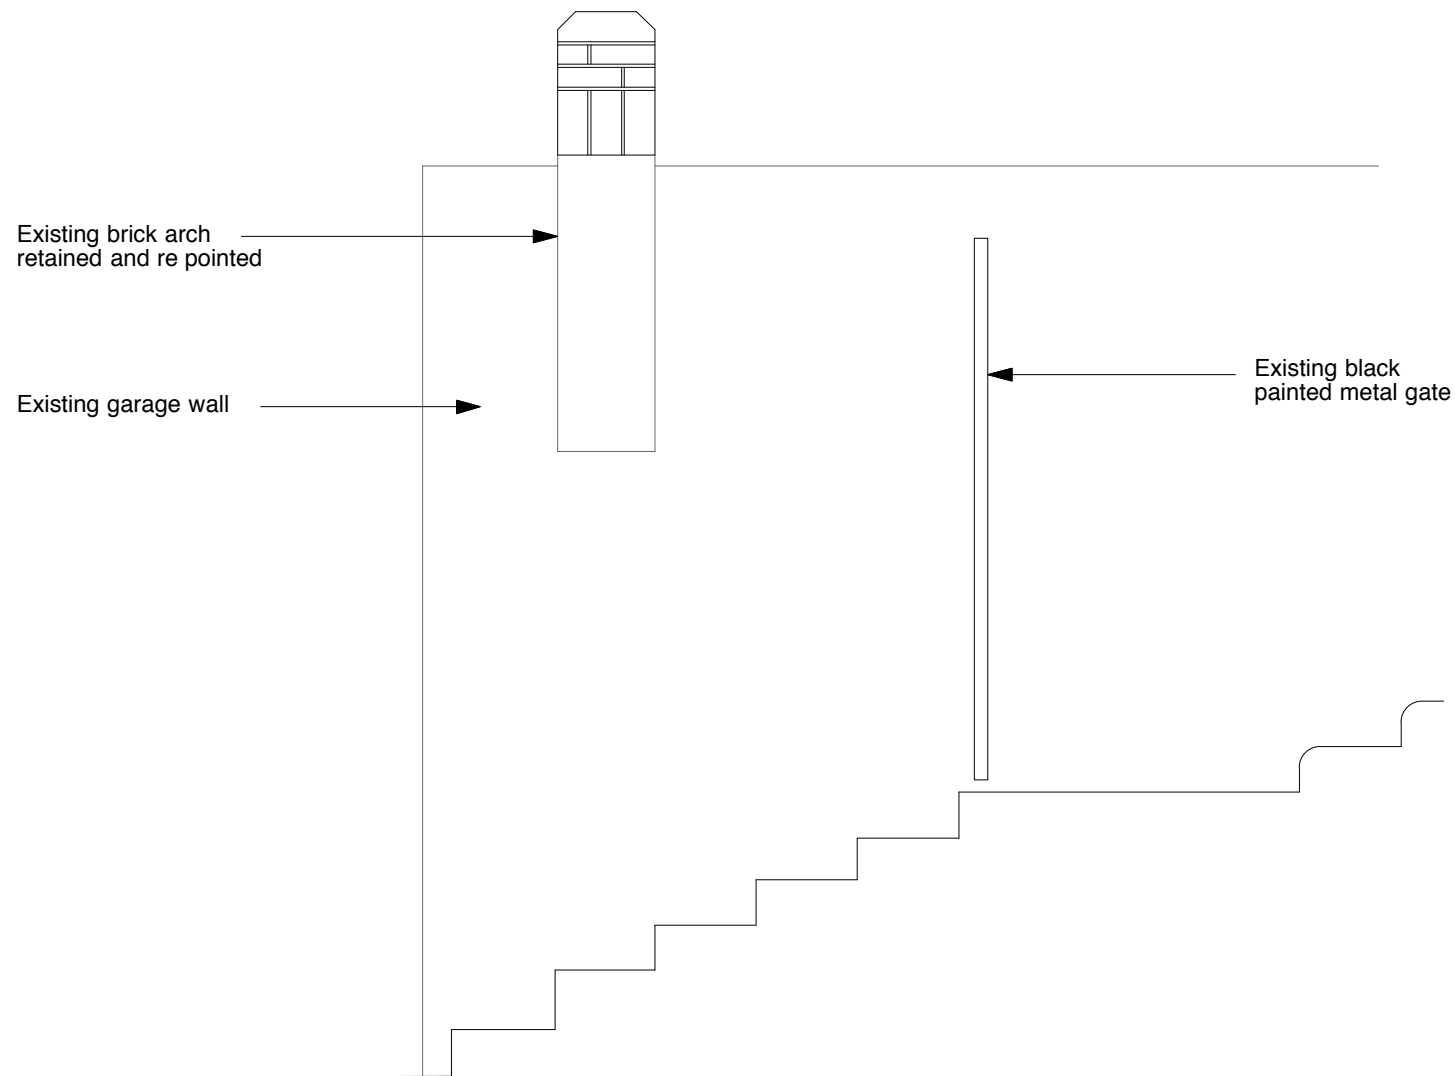 Existing brick arch
retained and re pointed
Existing black
painted metal gate
Existing garage wall